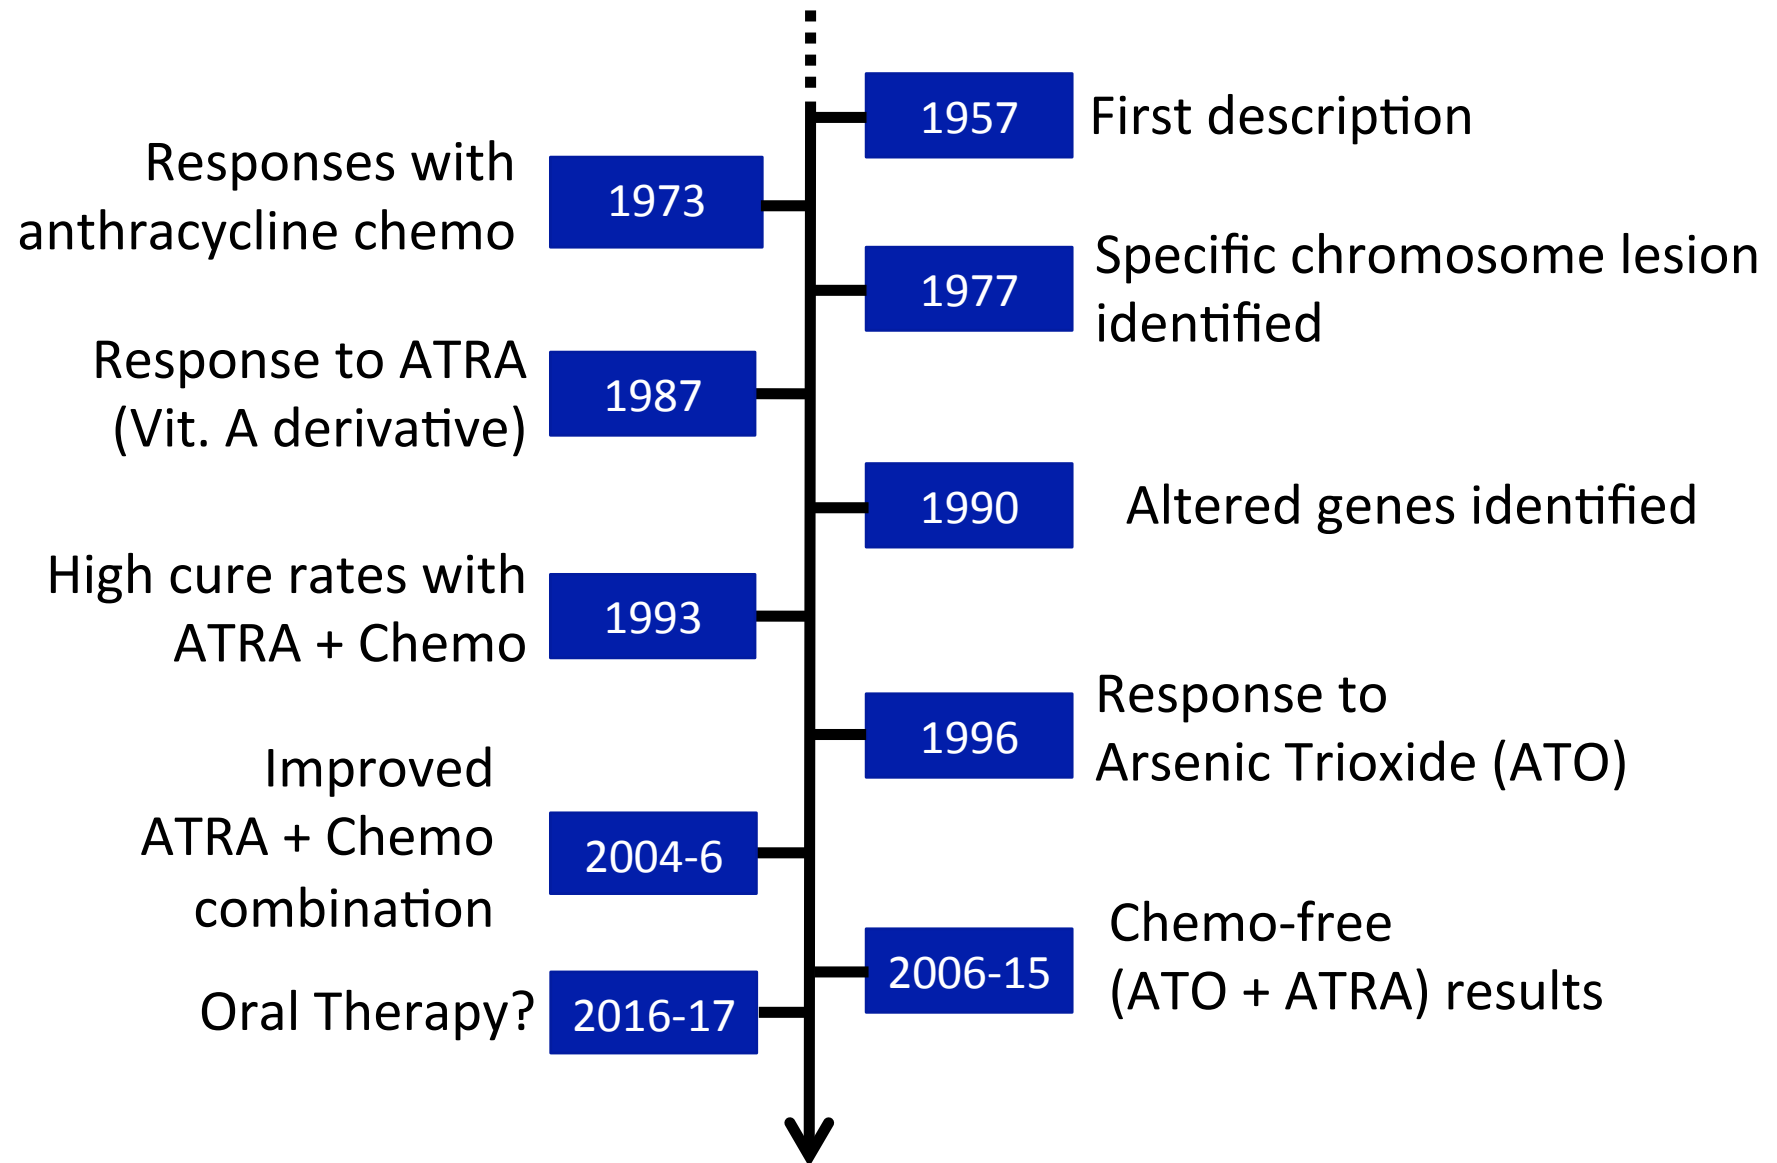 1957
First description
Responses with
anthracycline chemo
1973
Specific chromosome lesion
identified
1977
Response to ATRA
(Vit. A derivative)
1987
1990
Altered genes identified
High cure rates with
ATRA + Chemo
1993
1996
Response to
Arsenic Trioxide (ATO)
Improved
ATRA + Chemo
combination
2004-6
2006-15
Chemo-free
(ATO + ATRA) results
Oral Therapy?
2016-17